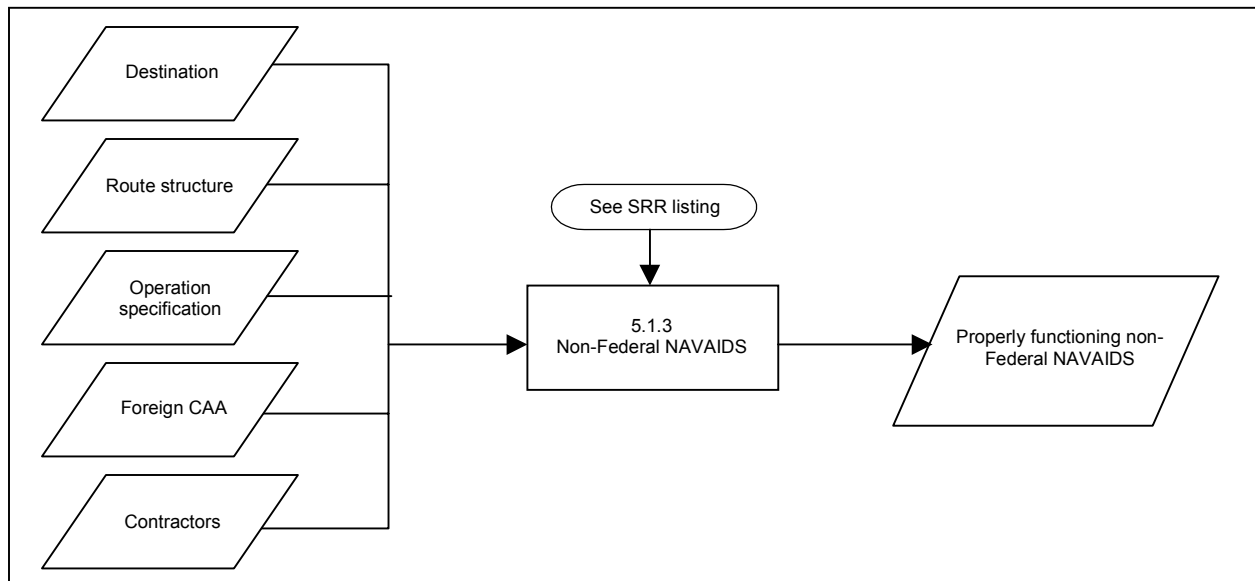 Destination
Route structure
Operation
specification
Foreign CAA
Contractors
See SRR listing
5.1.3
Non-Federal NAVAIDS
Properly functioning non-
Federal NAVAIDS